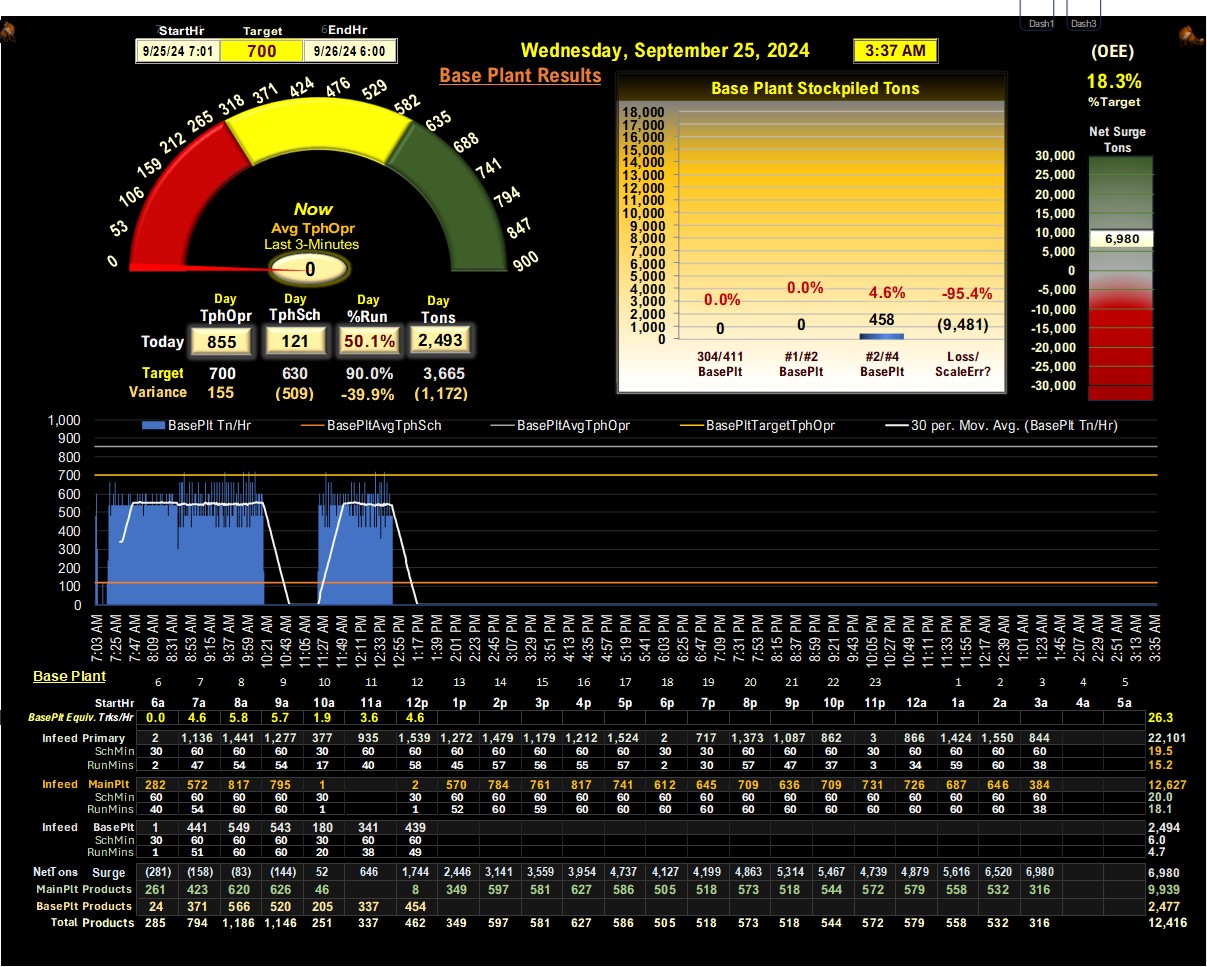 Dash1 Dash3
StartHr Target EndHr
9/25/24 7:01 700 9/26/24 6:00
Wednesday, September 25, 2024 3:37 AM
(OEE)
18.3%
%Target
Base Plant Results
0 53 106 159 212 265 318 371 424 476 529 582 635 688 741 794 847 900
Now
Avg TphOpr
Last 3-Minutes
0
Day Day Day Day
TphOpr TphSch %Run Tons
Today 855 121 50.1% 2,493
Target 700 630 90.0% 3,665
Variance 155 (509) -39.9% (1,172)
Base Plant Stockpiled Tons
18,000
17,000
16,000
15,000
14,000
13,000
12,000
11,000
10,000
9,000
8,000
7,000
6,000
5,000
4,000
3,000
2,000
1,000
0
0.0% 0.0% 4.6% -95.4%
0 0 458 (9,481)
304/411 #1/#2 #2/#4 Loss/
BasePlt BasePlt BasePlt ScaleErr?
Net Surge
Tons
30,000
25,000
20,000
15,000
10,000
6,980
5,000
0
-5,000
-10,000
-15,000
-20,000
-25,000
-30,000
BasePlt Tn/Hr BasePltAvgTphSch BasePltAvgTphOpr BasePltTargetTphOpr 30 per. Mov. Avg. (BasePlt Tn/Hr)
1,000
900
800
700
600
500
400
300
200
100
0
7:03 AM 7:25 AM 7:47 AM 8:09 AM 8:31 AM 9:15 AM 9:37 AM 9:59 AM 10:21 AM 10:43 AM 11:05 AM 11:27 AM 11:49 AM 12:11 PM 12:33 PM 12:55 PM 1:17 PM 1:39 PM 2:01 PM 2:23 PM 2:45 PM 3:07 PM 3:29 PM 3:51 PM 4:13 PM 4:35 PM 4:57 PM 5:19 PM 5:41 PM 6:03 PM 6:25 PM 6:47 PM 7:09 PM 7:31 PM 7:53 PM 8:15 PM 8:37 PM 8:59 PM 9:21 PM 9:43 PM 10:05 PM 10:27 PM 10:49 PM 11:11 PM 11:33 PM 11:55 PM 12:17 AM 12:39 AM 1:01 AM 1:23 AM 1:45 AM 2:07 AM 2:29 AM 2:51 AM 3:13 AM 3:35 AM
Base Plant
6 7 8 9 10 11 12 13 14 15 16 17 18 19 20 21 22 23 1 2 3 4 5
StartHr 6a 7a 8a 9a 10a 11a 12p 1p 2p 3p 4p 5p 6p 7p 8p 9p 10p 11p 12a 1a 2a 3a 4a 5a
BasePlt Equiv. Trks/Hr 0.0 4.6 5.8 5.7 1.9 3.6 4.6 26.3
Infeed Primary 2 1,136 1,441 1,277 377 935 1,539 1,272 1,479 1,179 1,212 1,524 2 717 1,373 1,087 862 3 866 1,424 1,550 844 22,101
SchMin 30 60 60 60 30 60 60 60 60 60 60 60 30 30 60 60 60 30 60 60 60 60 19.5
RunMins 2 47 54 54 17 40 58 45 57 56 55 57 2 30 57 47 37 3 34 59 60 38 15.2
Infeed MainPlt 282 572 817 795 1 2 570 784 761 817 741 612 645 709 636 709 731 726 687 646 384 12,627
SchMin 60 60 60 60 30 30 60 60 60 60 60 60 60 60 60 60 60 60 60 60 60 20.0
RunMins 40 54 60 60 1 1 52 60 59 60 60 60 60 60 60 60 60 60 60 60 38 18.1
Infeed BasePlt 1 441 549 543 180 341 439 2,494
SchMin 30 60 60 60 30 60 60 6.0
RunMins 1 51 60 60 20 38 49 4.7
NetTons Surge (281) (158) (83) (144) 52 646 1,744 2,446 3,141 3,559 3,954 4,737 4,127 4,199 4,863 5,314 5,467 4,739 4,879 5,616 6,520 6,980 6,980
MainPlt Products 261 423 620 626 46 8 349 597 581 627 586 505 518 573 518 544 572 579 558 532 316 9,939
BasePlt Products 24 371 566 520 205 337 454 2,477
Total Products 285 794 1,186 1,146 251 337 462 349 597 581 627 586 505 518 573 518 544 572 579 558 532 316 12,416